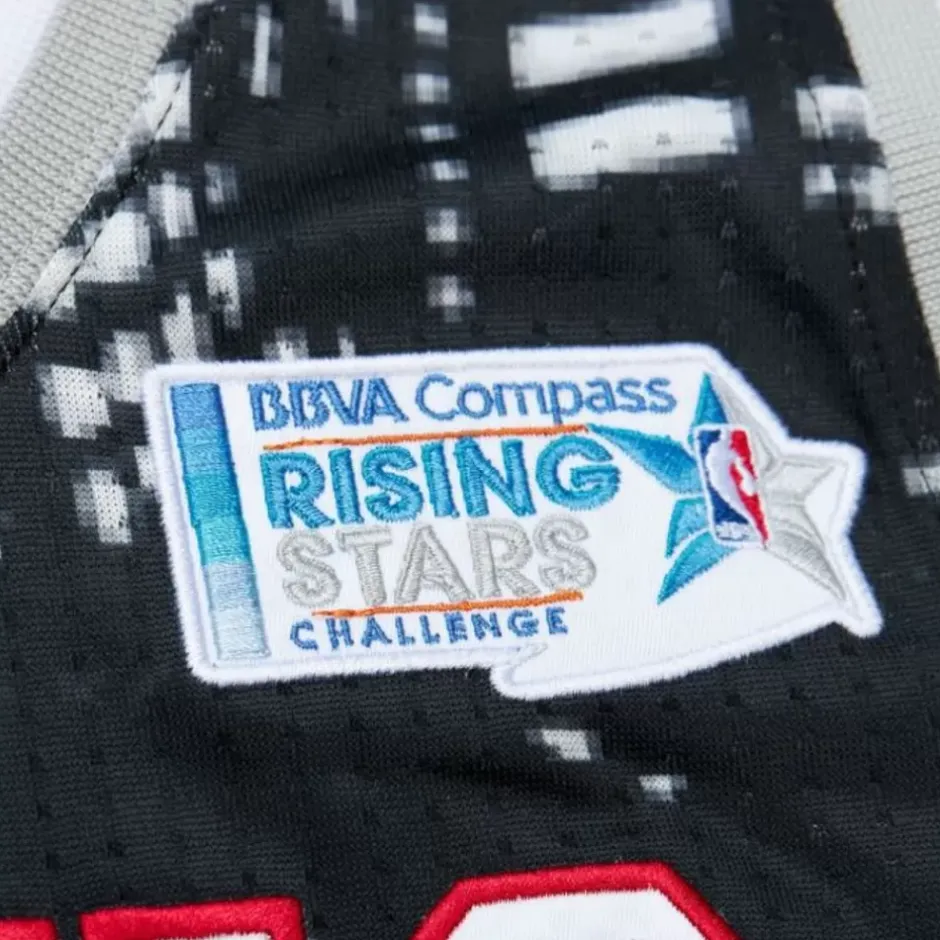 BBVA Compass
RISING
STARS
CHALLENGE